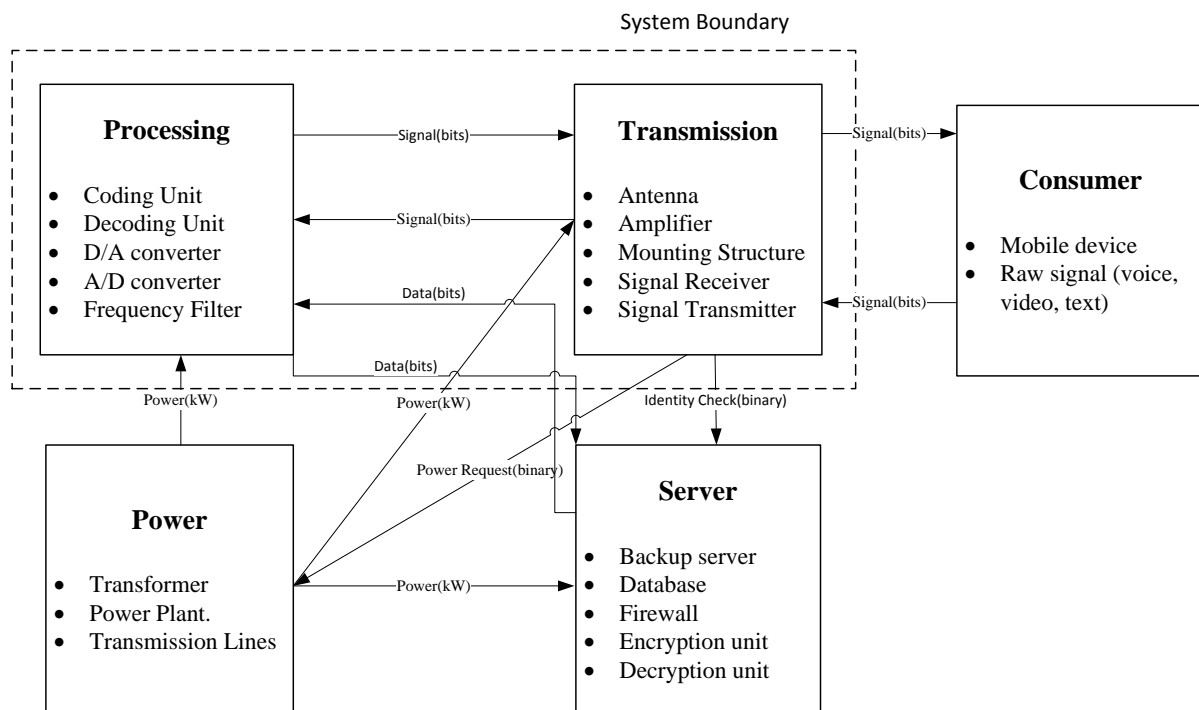 System Boundary
Processing
• Coding Unit
• Decoding Unit
• D/A converter
• A/D converter
• Frequency Filter
Signal(bits)
Signal(bits)
Data(bits)
Data(bits)
Transmission
• Antenna
• Amplifier
• Mounting Structure
• Signal Receiver
• Signal Transmitter
Signal(bits)
Signal(bits)
Consumer
• Mobile device
• Raw signal (voice,
video, text)
Power(kW)
Power(kW)
Identity Check(binary)
Power Request(binary)
Power
• Transformer
• Power Plant.
• Transmission Lines
Power(kW)
Server
• Backup server
• Database
• Firewall
• Encryption unit
• Decryption unit